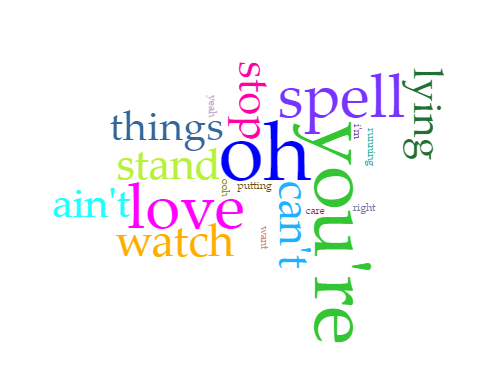 stop
spell
lying
yeah
things
oh
you're
i'm
running
stand
ooh
putting
can't
ain't
love
care
right
watch
want